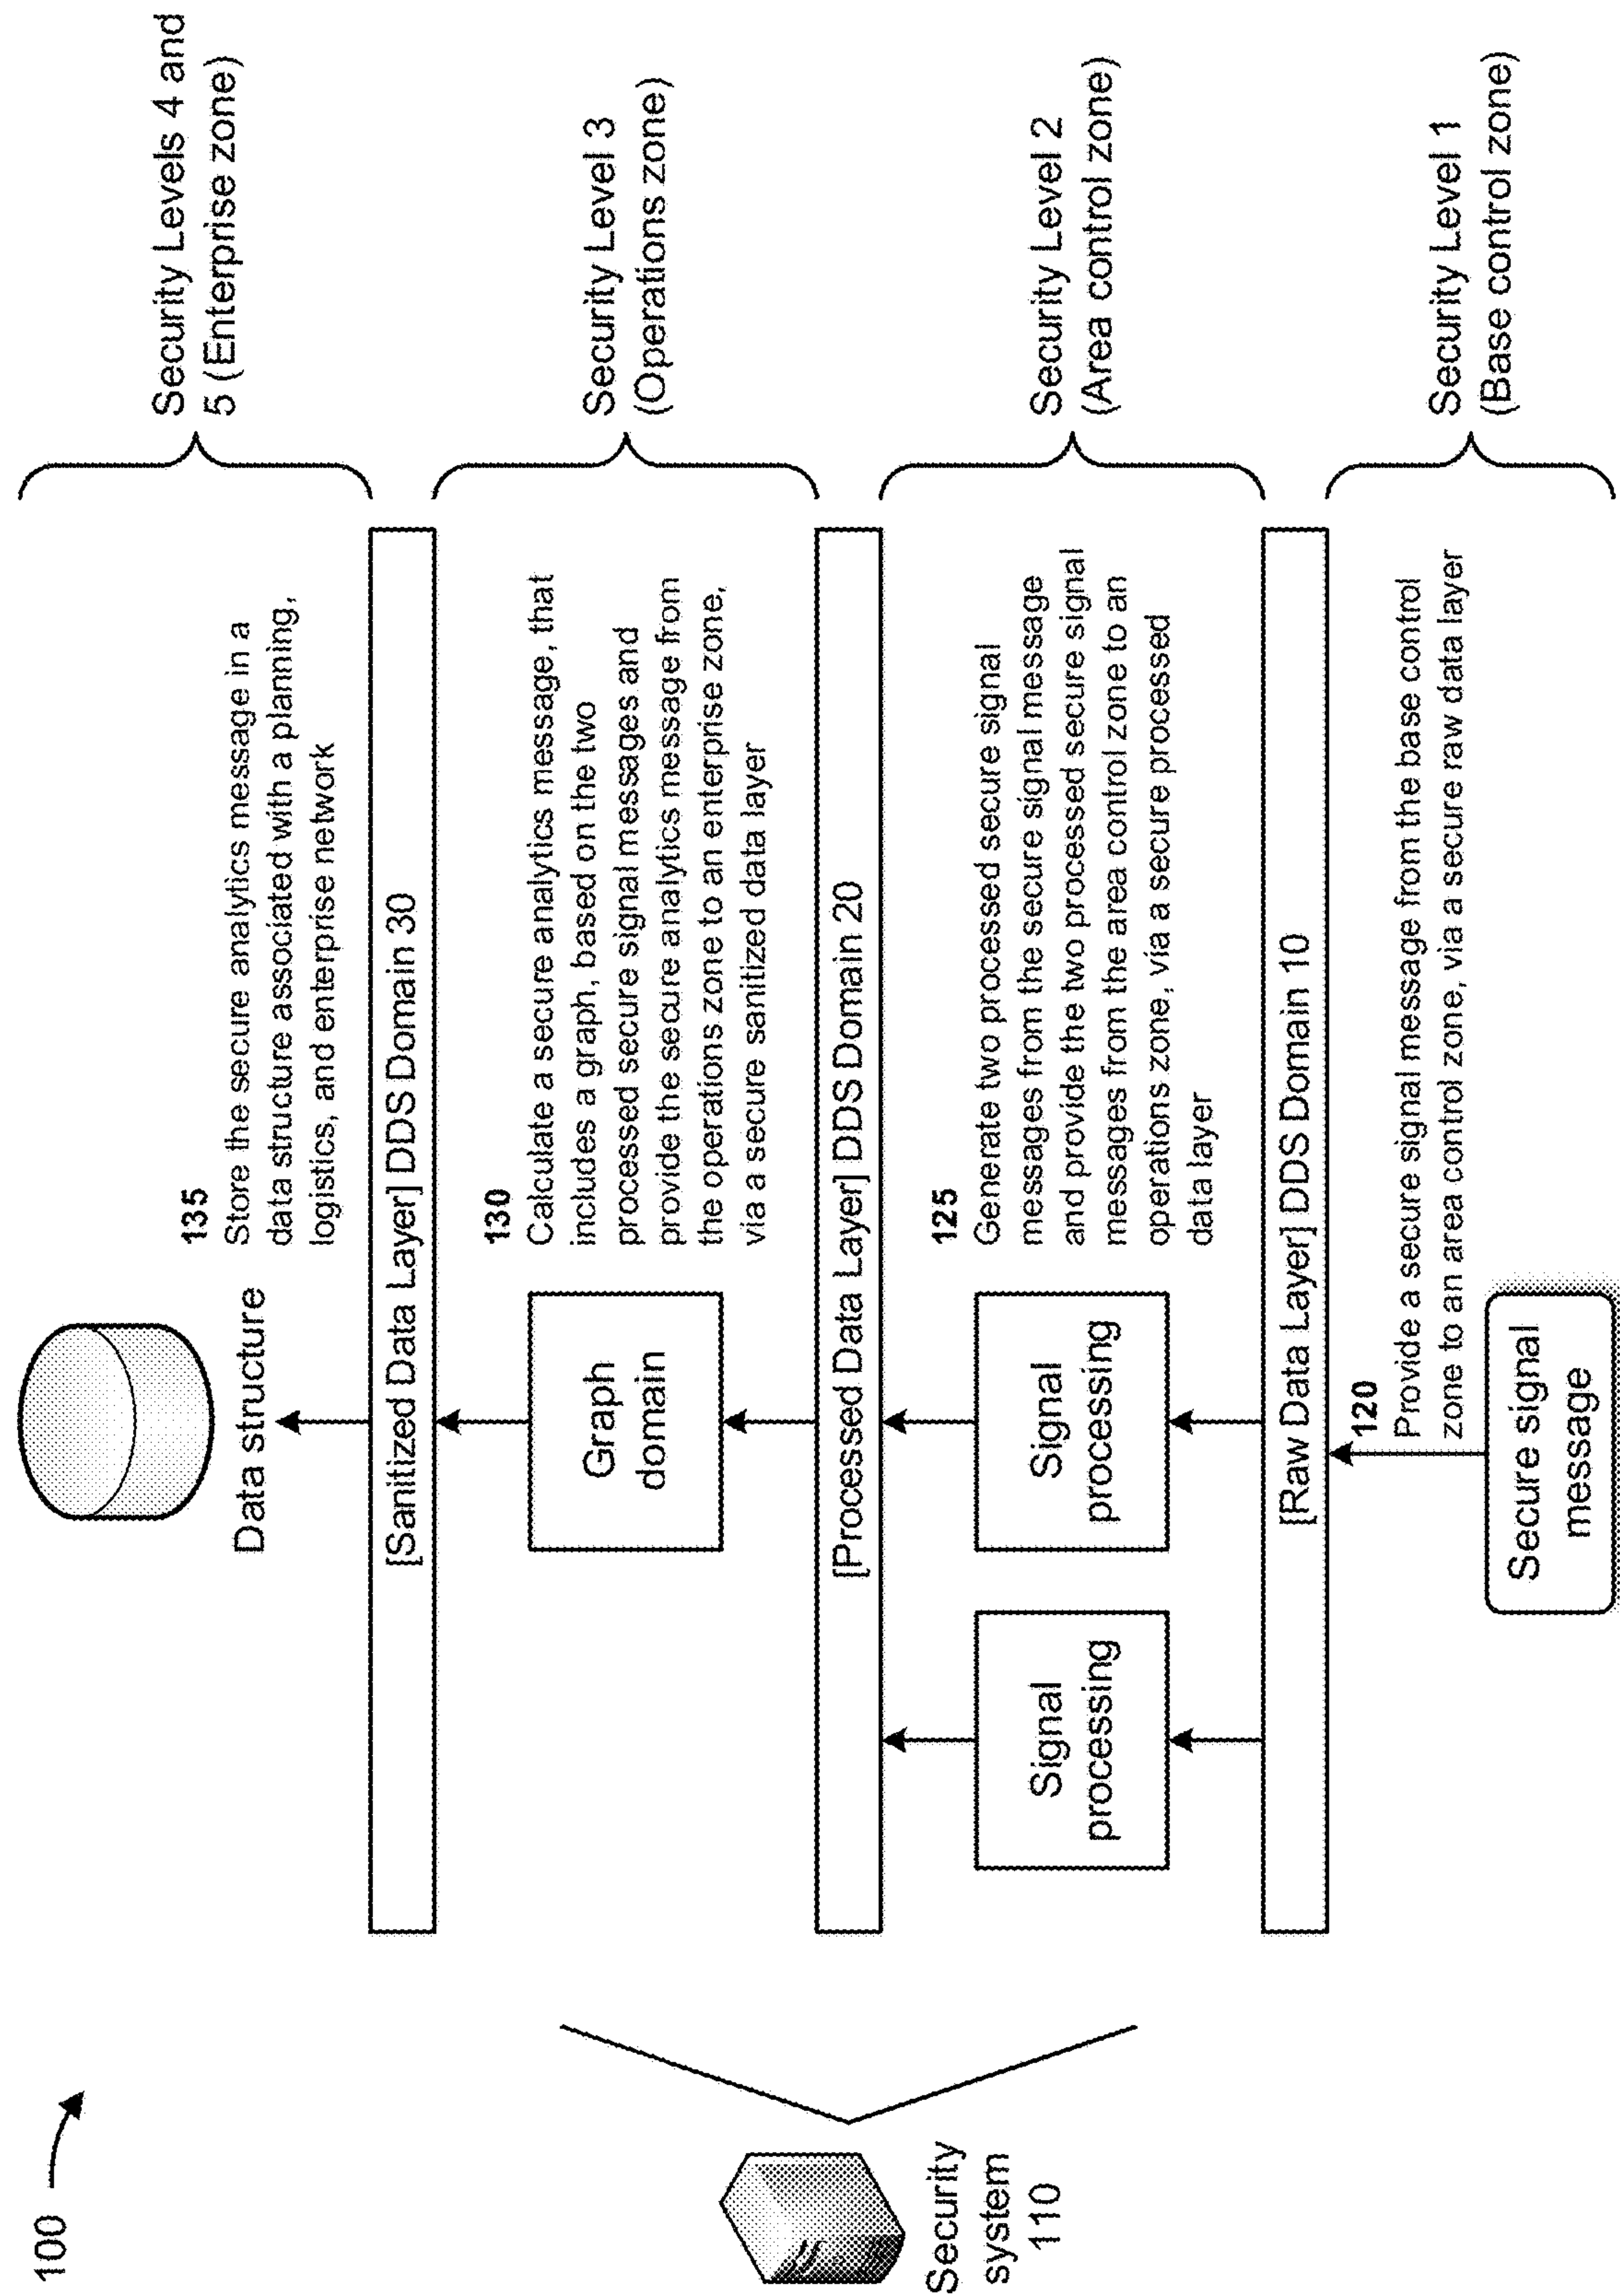 100
Data structure
135
Store the secure analytics message in a
data structure associated with a planning,
logistics, and enterprise network
Security Levels 4 and
5 (Enterprise zone)
[Sanitized Data Layer] DDS Domain 30
Graph
domain
130
Calculate a secure analytics message, that
includes a graph, based on the two
processed secure signal messages and
provide the secure analytics message from
the operations zone to an enterprise zone,
via a secure sanitized data layer
Security Level 3
(Operations zone)
Security
system
110
[Processed Data Layer] DDS Domain 20
Signal
processing
Signal
processing
125
Generate two processed secure signal
messages from the secure signal message
and provide the two processed secure signal
messages from the area control zone to an
operations zone, via a secure processed
data layer
Security Level 2
(Area control zone)
[Raw Data Layer] DDS Domain 10
120
Provide a secure signal message from the base control
zone to an area control zone, via a secure raw data layer
Secure signal
message
Security Level 1
(Base control zone)